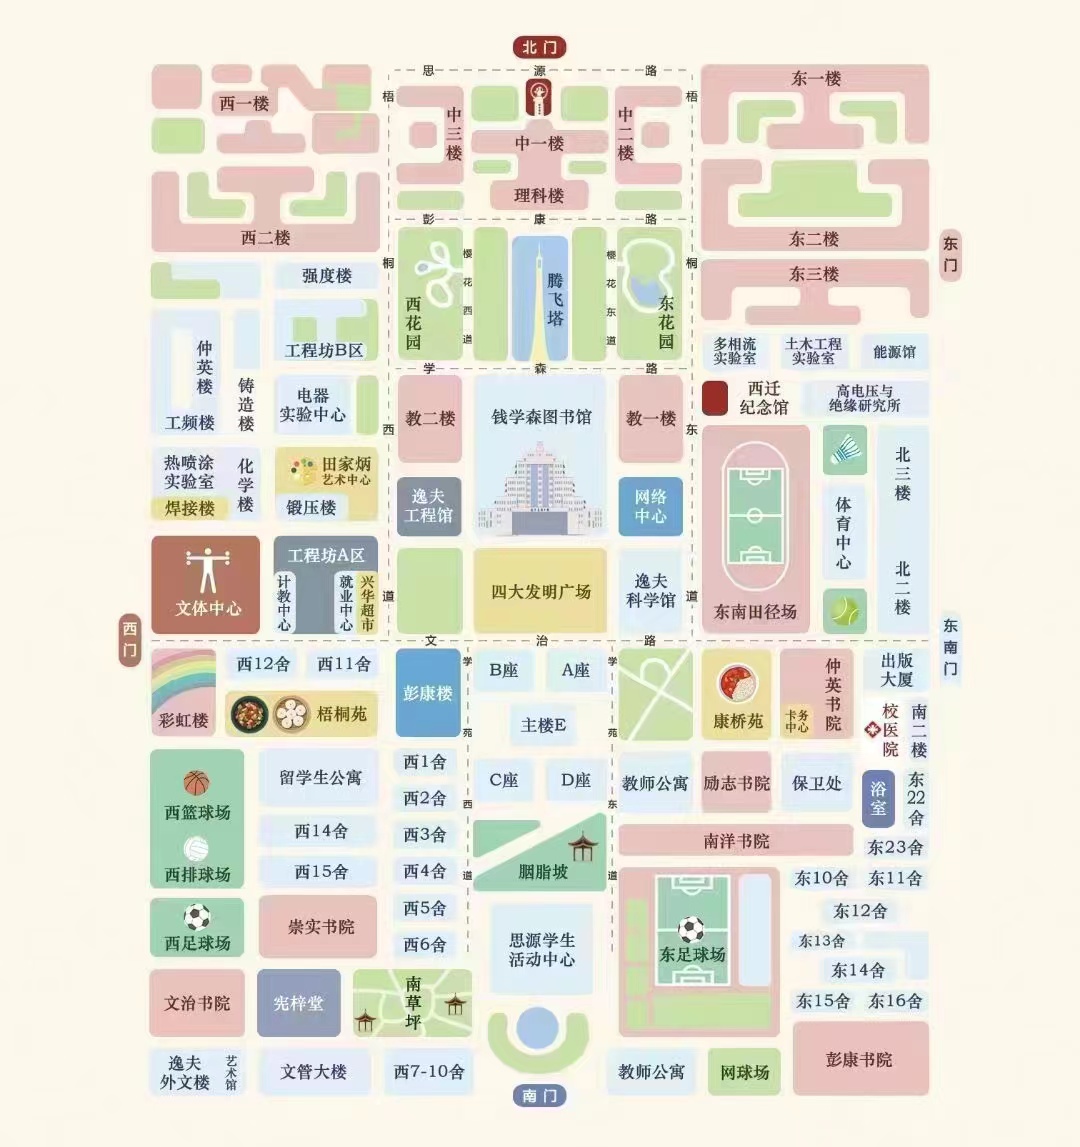 北门
思源路
梧
梧
西一楼
中三楼
中一楼
中二楼
理科楼
东一楼
西二楼
东二楼
彭康路
东门
强度楼
桐
西花园
樱花西道
腾飞塔
樱花东道
东花园
桐
东三楼
仲英楼
工程坊B区
铸造楼
工频楼
电器
实验中心
学森路
多相流
实验室
土木工程
实验室
能源馆
西迁
纪念馆
高电压与
绝缘研究所
西
教二楼
钱学森图书馆
教一楼
东
热喷涂
实验室
焊接楼
化学楼
田家炳
艺术中心
锻压楼
逸夫
工程馆
网络
中心
北三楼
体育中心
北二楼
东南田径场
文体中心
工程坊A区
计教中心
就业中心
兴华超市
道
四大发明广场
逸夫
科学馆
道
西门
文治路
东南门
彩虹楼
西12舍
西11舍
梧桐苑
彭康楼
学苑西道
B座
A座
主楼E
C座
D座
学苑东道
康桥苑
仲英书院
卡务
中心
出版
大厦
校医院
南二楼
西篮球场
西排球场
留学生公寓
西14舍
西15舍
西1舍
西2舍
西3舍
西4舍
西5舍
西6舍
胭脂坡
教师公寓
励志书院
保卫处
浴室
东22舍
南洋书院
东23舍
东10舍
东11舍
东12舍
东13舍
东14舍
东15舍
东16舍
西足球场
崇实书院
思源学生
活动中心
东足球场
文治书院
宪梓堂
南草坪
逸夫
外文楼
艺术馆
文管大楼
西7-10舍
南门
教师公寓
网球场
彭康书院